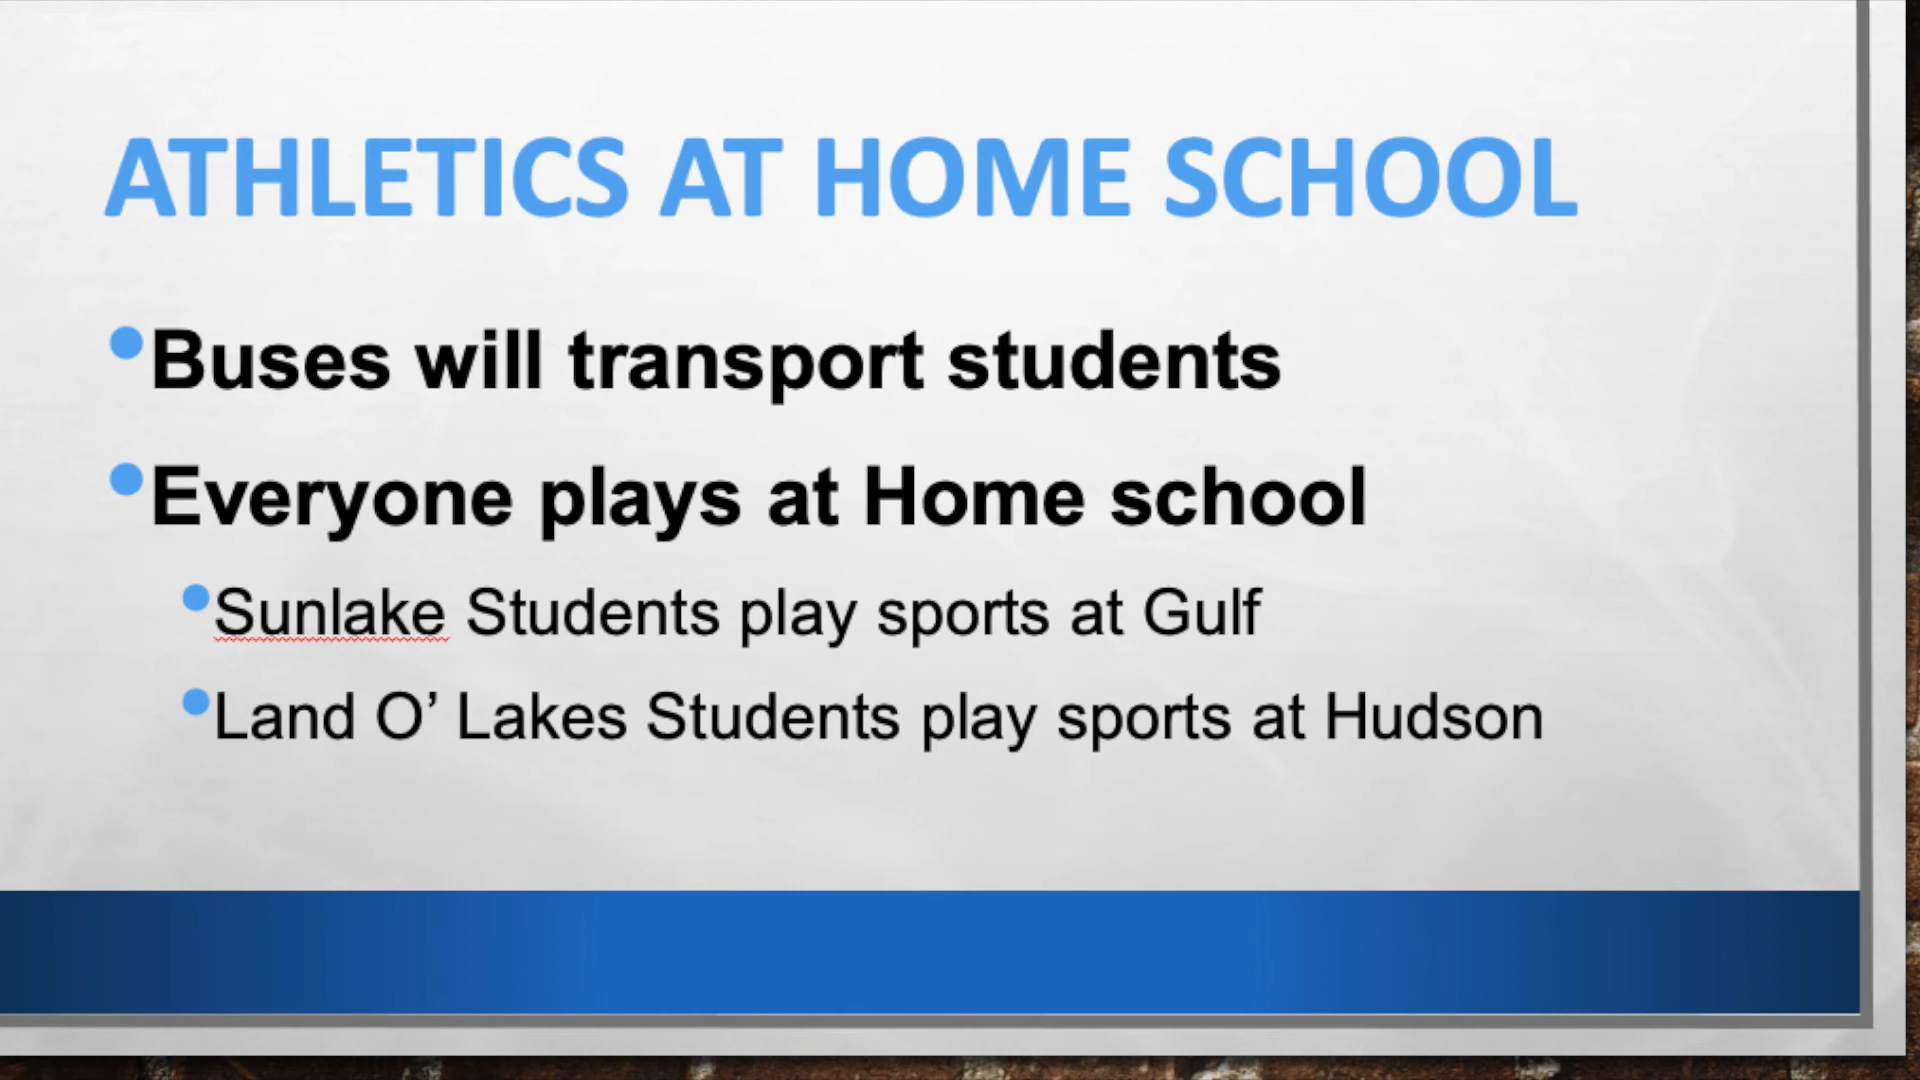 ATHLETICS AT HOME SCHOOL
Buses will transport students
Everyone plays at Home school
Sunlake Students play sports at Gulf
Land O’ Lakes Students play sports at Hudson